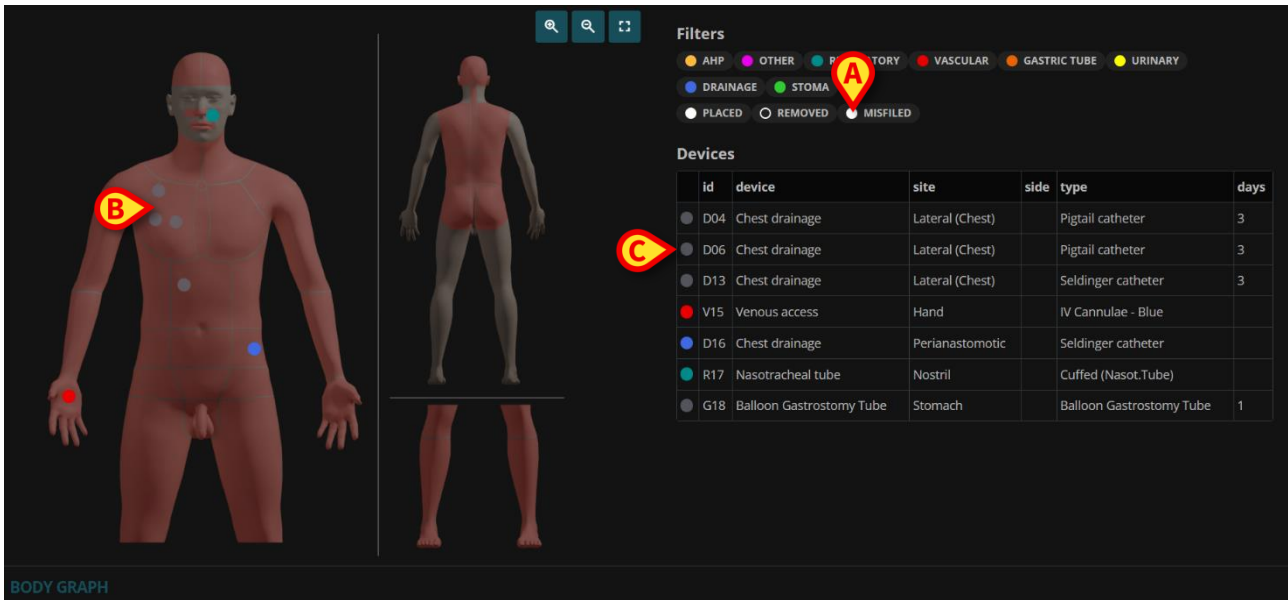 Filters
AHP OTHER RESPIRATORY VASCULAR GASTRIC TUBE URINARY
A
DRAINAGE STOMA
PLACED REMOVED MISFILED
Devices
id device site side type days
B
D04 Chest drainage Lateral (Chest) Pigtail catheter 3
C
D06 Chest drainage Lateral (Chest) Pigtail catheter 3
D13 Chest drainage Lateral (Chest) Seldinger catheter 3
V15 Venous access Hand IV Cannulae - Blue
D16 Chest drainage Perianastomotic Seldinger catheter
R17 Nasotracheal tube Nostril Cuffed (Nasot.Tube)
G18 Balloon Gastrostomy Tube Stomach Balloon Gastrostomy Tube 1
BODY GRAPH